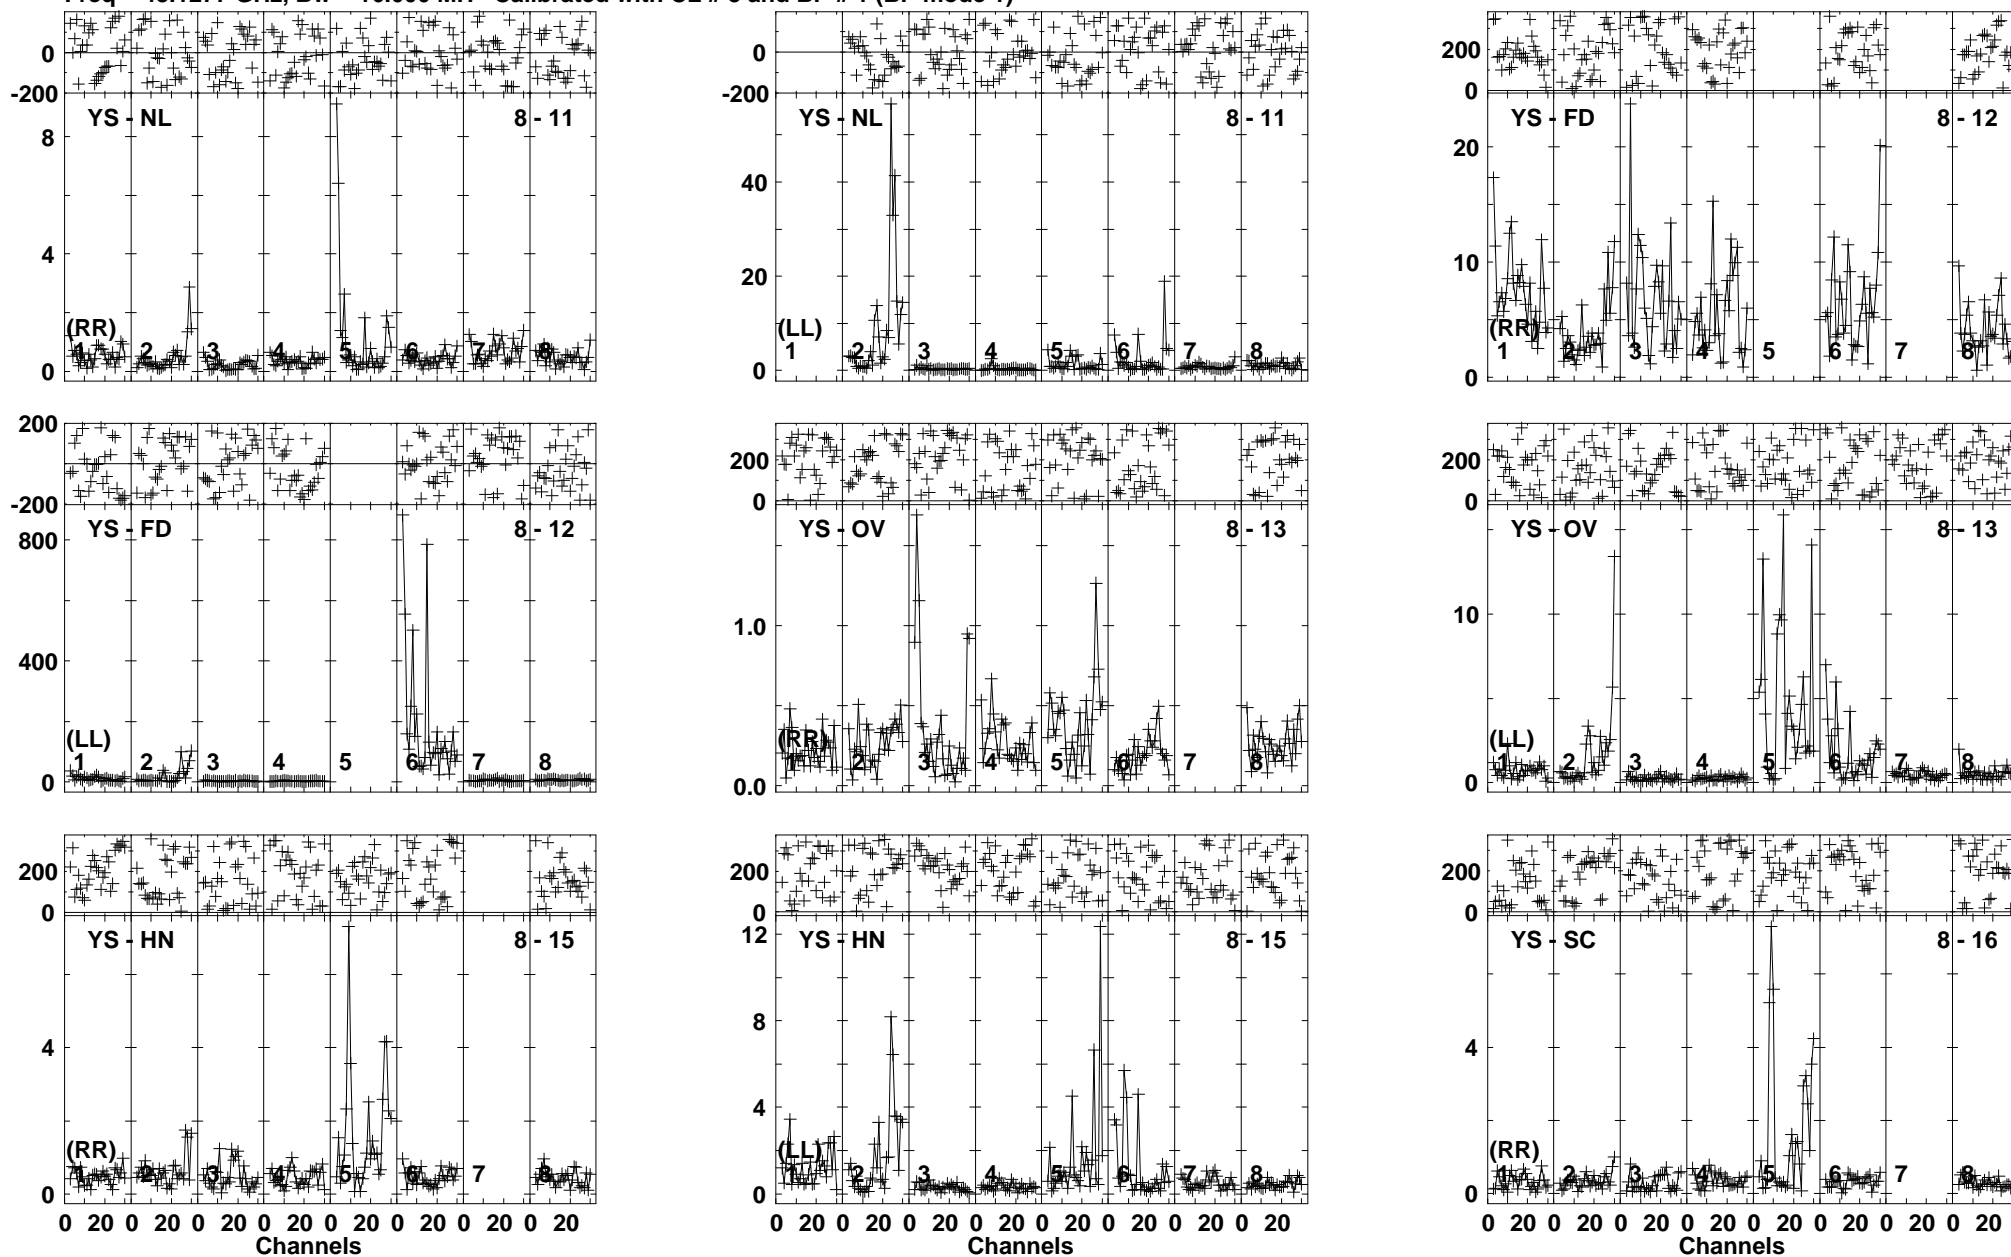 0 0 200
-200 -200 0
YS - NL 8 - 11 YS - NL 8 - 11 YS - FD 8 - 12
8 40 20
4 20 10
(RR) (LL) (RR)
1 2 3 4 5 6 7 8 1 2 3 4 5 6 7 8 1 2 3 4 5 6 7 8
0 0 0
200 200 200
-200 0 0
YS - FD 8 - 12 YS - OV 8 - 13 YS - OV 8 - 13
800 1.0 10
400
(LL) (RR) (LL)
1 2 3 4 5 6 7 8 1 2 3 4 5 6 7 8 1 2 3 4 5 6 7 8
0 0.0 0
200 200 200
0 0 0
YS - HN 8 - 15 YS - HN 8 - 15 YS - SC 8 - 16
12
8
4 4 4
(RR) (LL) (RR)
1 2 3 4 5 6 7 8 1 2 3 4 5 6 7 8 1 2 3 4 5 6 7 8
0 0 0
0 20 0 20 0 20 0 20 0 20 0 20 0 20 0 20 0 20 0 20 0 20 0 20 0 20 0 20 0 20 0 20 0 20 0 20 0 20 0 20 0 20 0 20 0 20 0 20
Channels Channels Channels